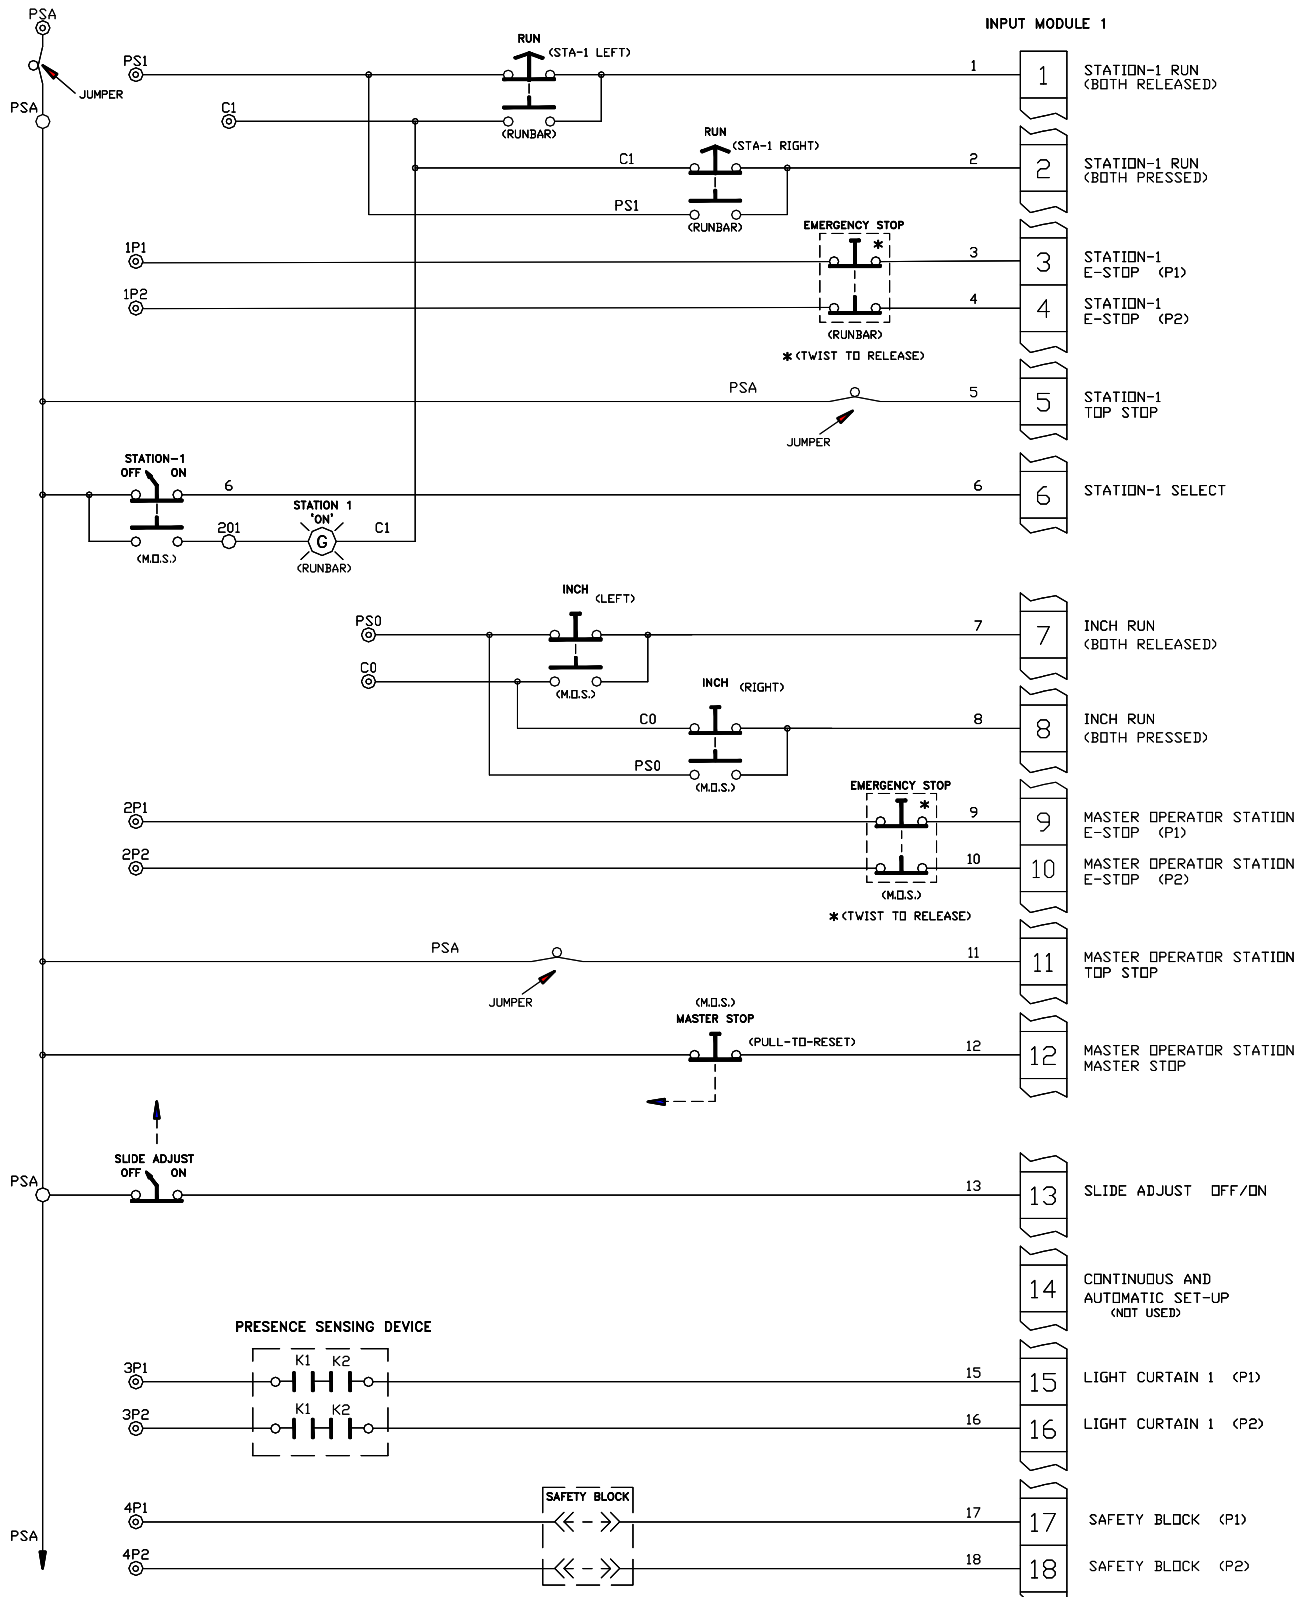 PSA
INPUT MODULE 1
JUMPER
PSA
PS1
RUN
(STA-1 LEFT)
1
1
STATION-1 RUN
(BOTH RELEASED)
C1
(RUNBAR)
RUN
(STA-1 RIGHT)
C1
2
2
STATION-1 RUN
(BOTH PRESSED)
PS1
(RUNBAR)
EMERGENCY STOP
*
1P1
3
3
STATION-1
E-STOP (P1)
1P2
4
4
STATION-1
E-STOP (P2)
(RUNBAR)
*(TWIST TO RELEASE)
PSA
5
5
STATION-1
TOP STOP
JUMPER
STATION-1
OFF ON
6
6
6
STATION-1 SELECT
(M.O.S.)
201
STATION 1
"ON"
G
C1
(RUNBAR)
INCH
(LEFT)
PS0
7
7
INCH RUN
(BOTH RELEASED)
C0
(M.O.S.)
INCH (RIGHT)
C0
8
8
INCH RUN
(BOTH PRESSED)
PS0
(M.O.S.)
EMERGENCY STOP
*
2P1
9
9
MASTER OPERATOR STATION
E-STOP (P1)
2P2
10
10
MASTER OPERATOR STATION
E-STOP (P2)
(M.O.S.)
*(TWIST TO RELEASE)
PSA
11
11
MASTER OPERATOR STATION
TOP STOP
JUMPER
(M.O.S.)
MASTER STOP
(PULL-TO-RESET)
12
12
MASTER OPERATOR STATION
MASTER STOP
SLIDE ADJUST
OFF ON
PSA
13
13
SLIDE ADJUST OFF/ON
14
CONTINUOUS AND
AUTOMATIC SET-UP
(NOT USED)
PRESENCE SENSING DEVICE
3P1
K1 K2
15
15
LIGHT CURTAIN 1 (P1)
3P2
K1 K2
16
16
LIGHT CURTAIN 1 (P2)
SAFETY BLOCK
4P1
17
17
SAFETY BLOCK (P1)
PSA
4P2
18
18
SAFETY BLOCK (P2)